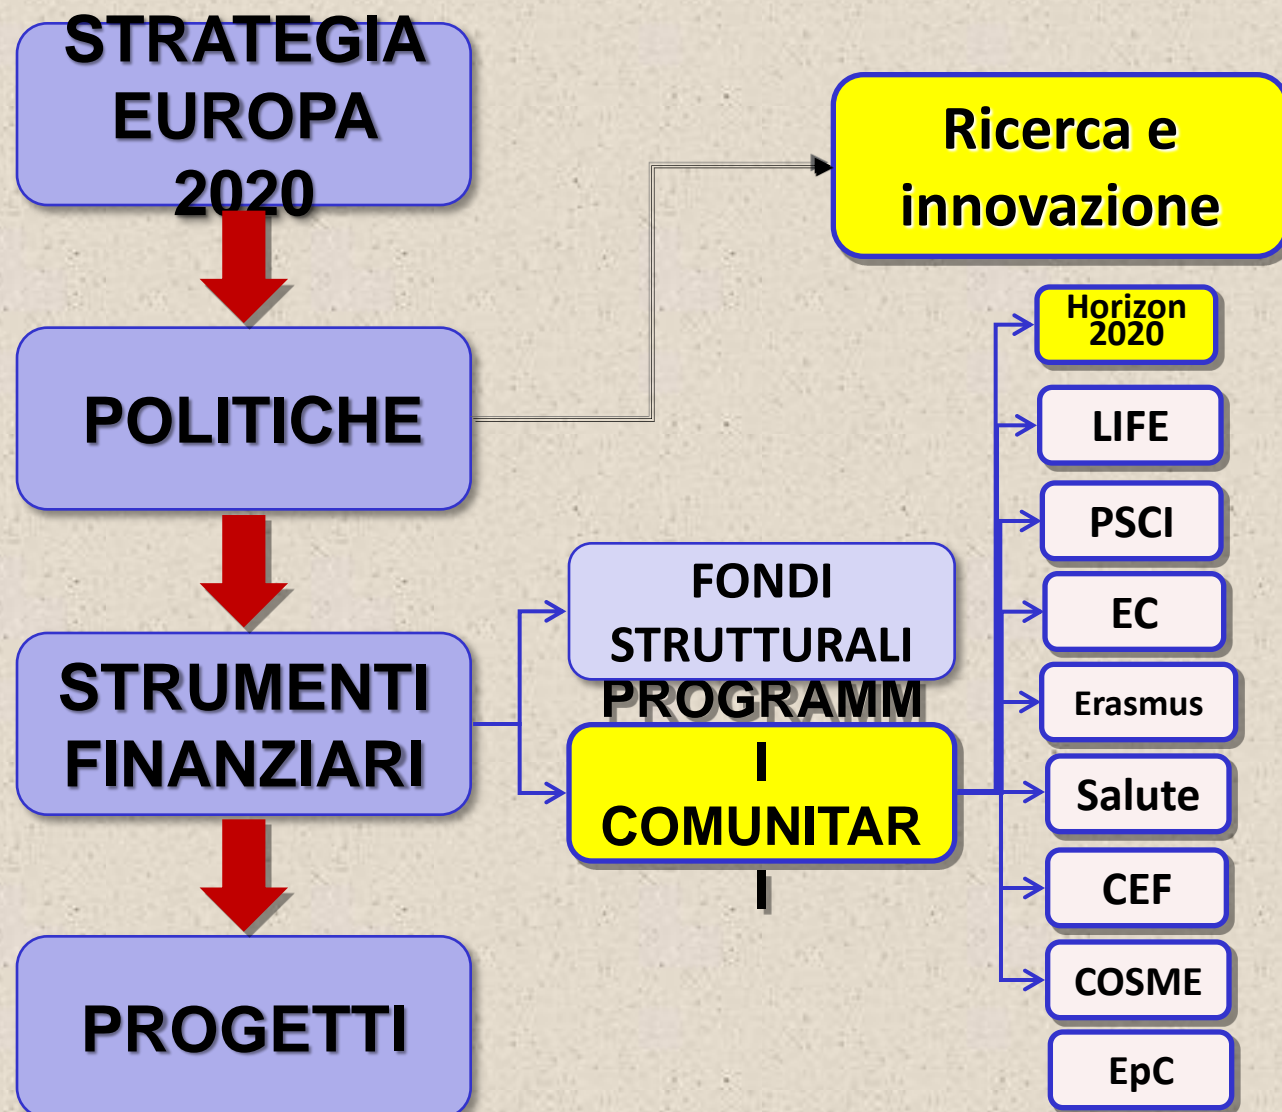 STRATEGIA
EUROPA
2020
Ricerca e
innovazione
POLITICHE
STRUMENTI
FINANZIARI
PROGETTI
FONDI
STRUTTURALI
PROGRAMM
I
COMUNITAR
I
Horizon
2020
LIFE
PSCI
EC
Erasmus
Salute
CEF
COSME
EpC